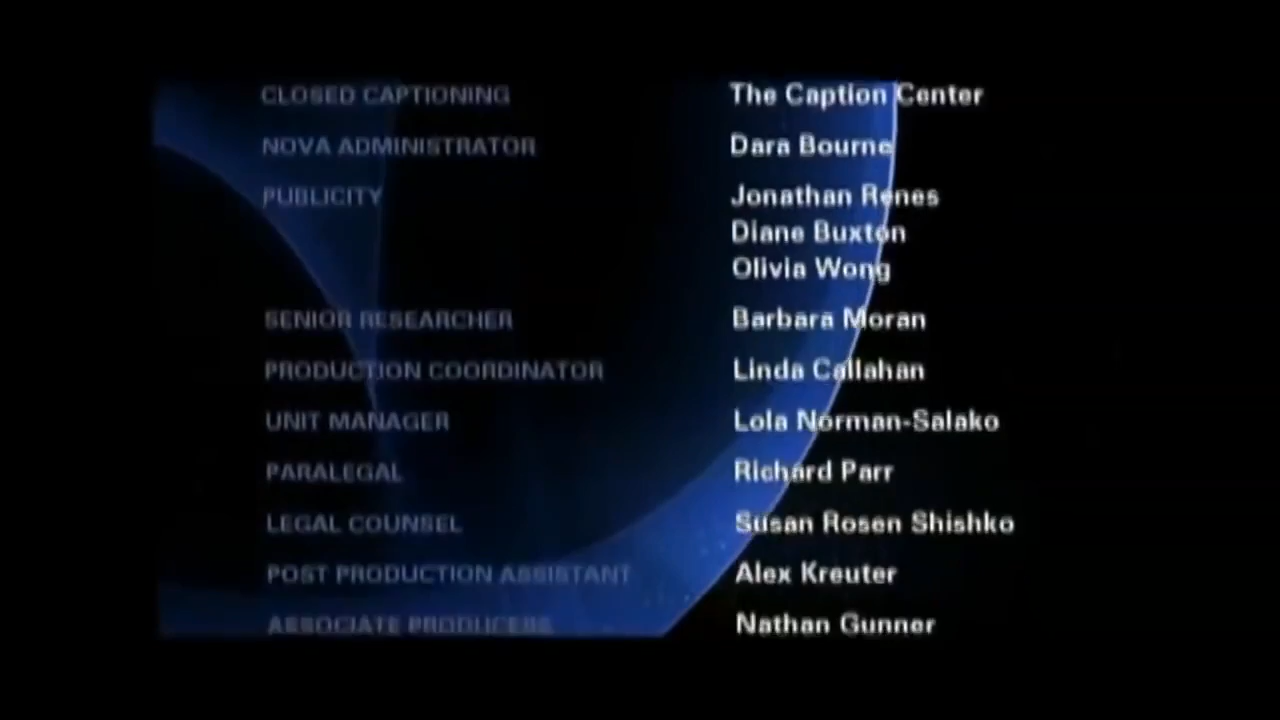 CLOSED CAPTIONING The Caption Center
NOVA ADMINISTRATOR Dara Bourne
PUBLICITY Jonathan Renes
Diane Buxton
Olivia Wong
SENIOR RESEARCHER Barbara Moran
PRODUCTION COORDINATOR Linda Callahan
UNIT MANAGER Lola Norman-Salako
PARALEGAL Richard Parr
LEGAL COUNSEL Susan Rosen Shishko
POST PRODUCTION ASSISTANT Alex Kreuter
ASSOCIATE PRODUCERS Nathan Gunner